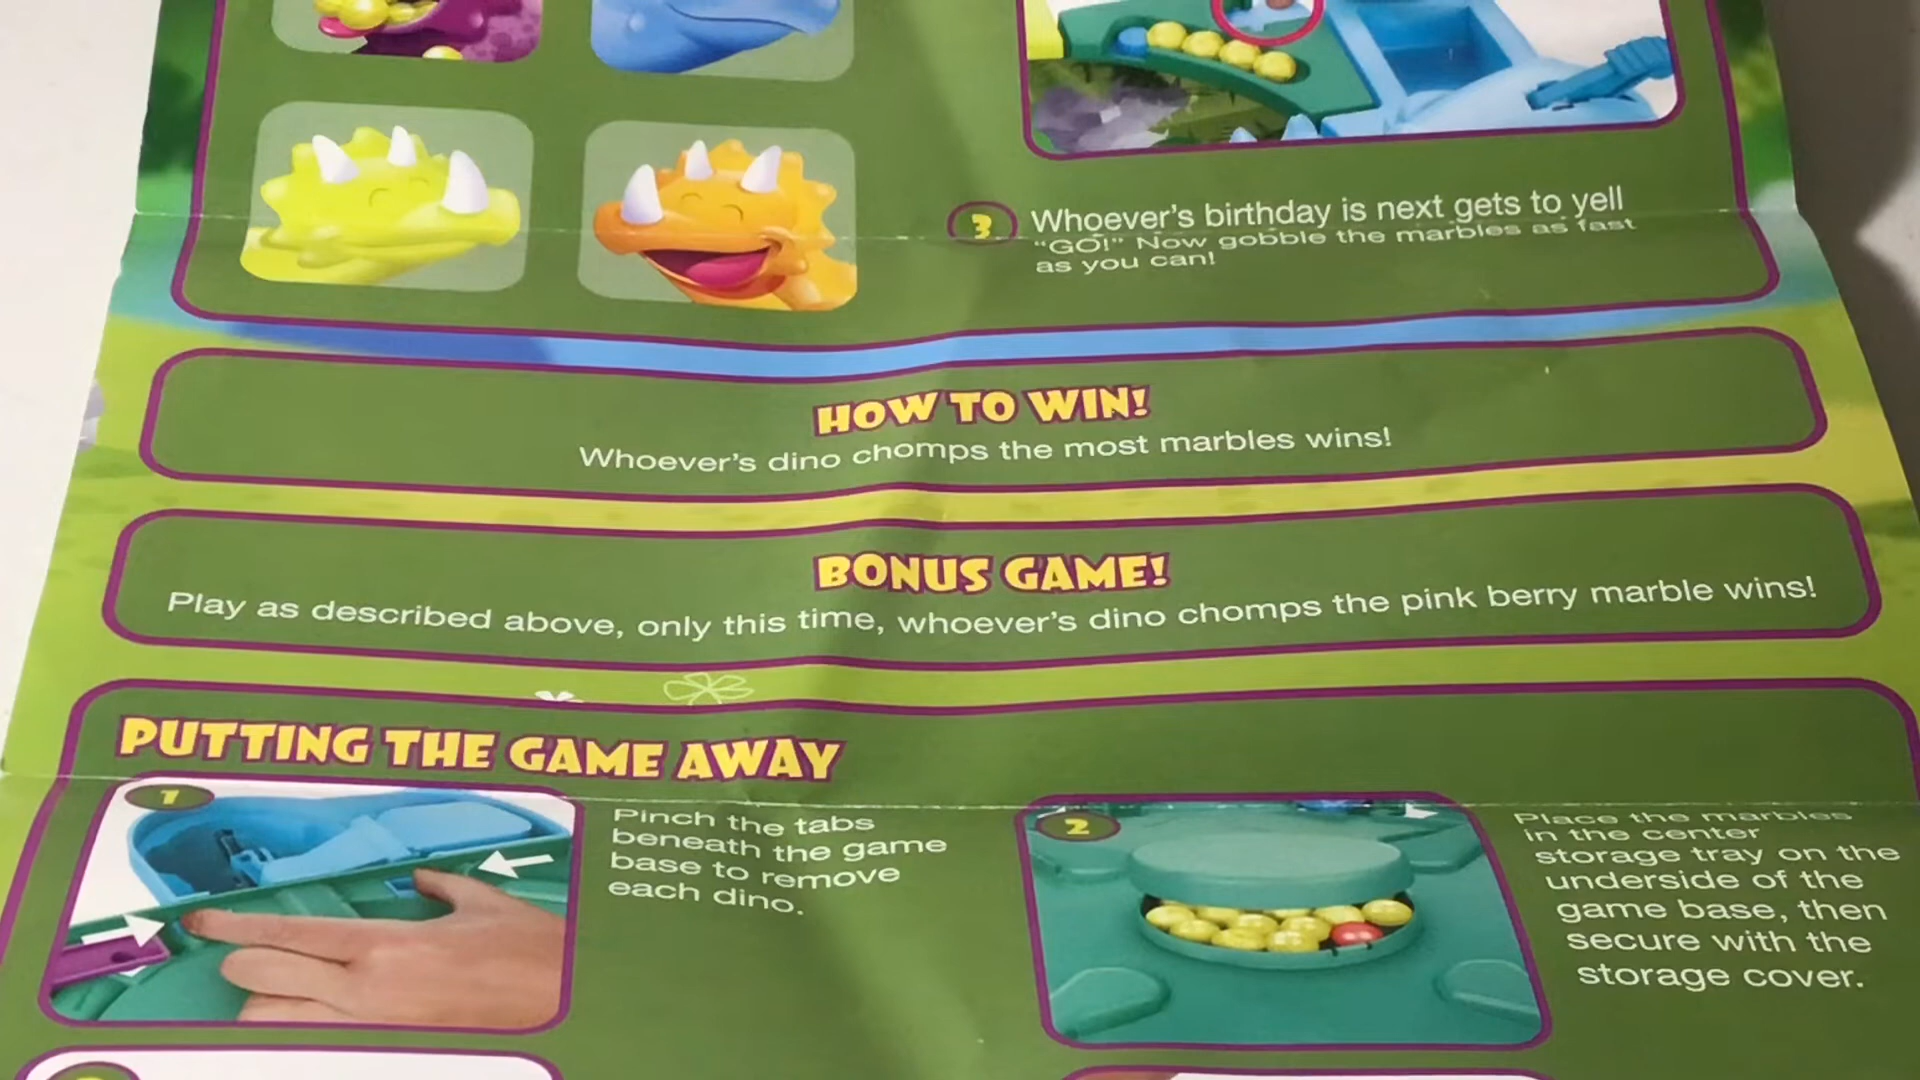 3
Whoever's birthday is next gets to yell
"GO!" Now gobble the marbles as fast
as you can!
HOW TO WIN!
Whoever's dino chomps the most marbles wins!
BONUS GAME!
Play as described above, only this time, whoever's dino chomps the pink berry marble wins!
PUTTING THE GAME AWAY
1
Pinch the tabs
beneath the game
base to remove
each dino.
2
Place the marbles
in the center
storage tray on the
underside of the
game base, then
secure with the
storage cover.